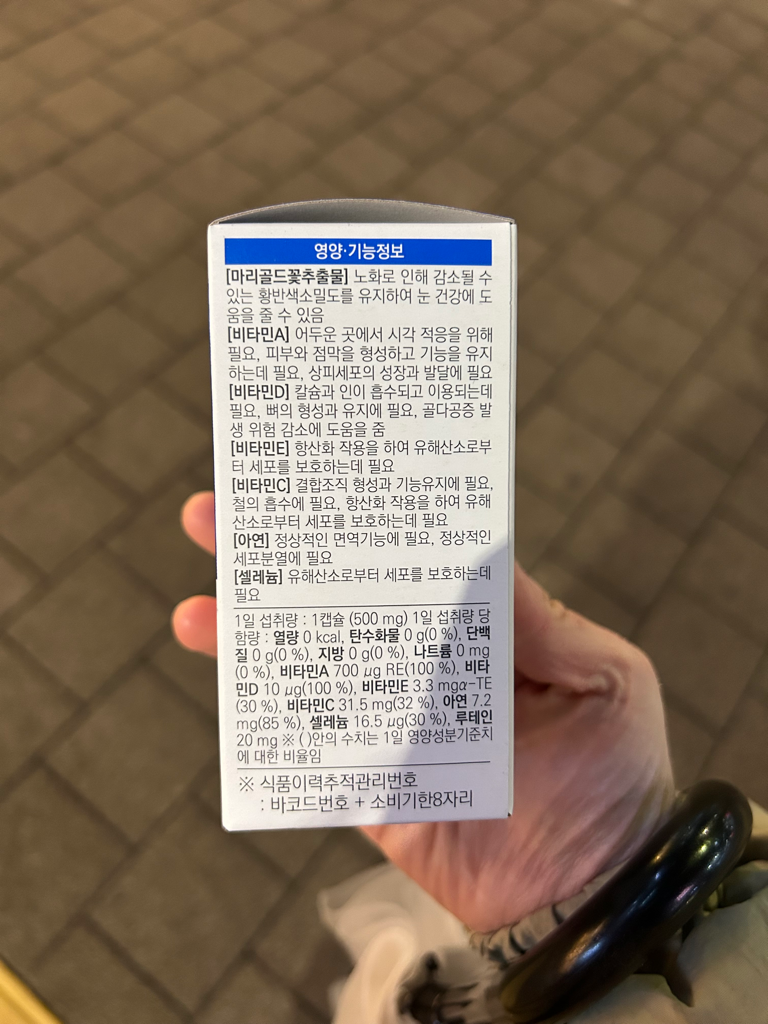 영양·기능정보
[마리골드꽃추출물] 노화로 인해 감소될 수
있는 황반색소밀도를 유지하여 눈 건강에 도
움을 줄 수 있음
[비타민A] 어두운 곳에서 시각 적응을 위해
필요, 피부와 점막을 형성하고 기능을 유지
하는데 필요, 상피세포의 성장과 발달에 필요
[비타민D] 칼슘과 인이 흡수되고 이용되는데
필요, 뼈의 형성과 유지에 필요, 골다공증 발
생 위험 감소에 도움을 줌
[비타민E] 항산화 작용을 하여 유해산소로부
터 세포를 보호하는데 필요
[비타민C] 결합조직 형성과 기능유지에 필요,
철의 흡수에 필요, 항산화 작용을 하여 유해
산소로부터 세포를 보호하는데 필요
[아연] 정상적인 면역기능에 필요, 정상적인
세포분열에 필요
[셀레늄] 유해산소로부터 세포를 보호하는데
필요
1일 섭취량 : 1캡슐 (500 mg) 1일 섭취량 당
함량 : 열량 0 kcal, 탄수화물 0 g(0 %), 단백
질 0 g(0 %), 지방 0 g(0 %), 나트륨 0 mg
(0 %), 비타민A 700 µg RE(100 %), 비타
민D 10 µg(100 %), 비타민E 3.3 mgα-TE
(30 %), 비타민C 31.5 mg(32 %), 아연 7.2
mg(85 %), 셀레늄 16.5 µg(30 %), 루테인
20 mg ※ ( )안의 수치는 1일 영양성분기준치
에 대한 비율임
※ 식품이력추적관리번호
: 바코드번호 + 소비기한8자리